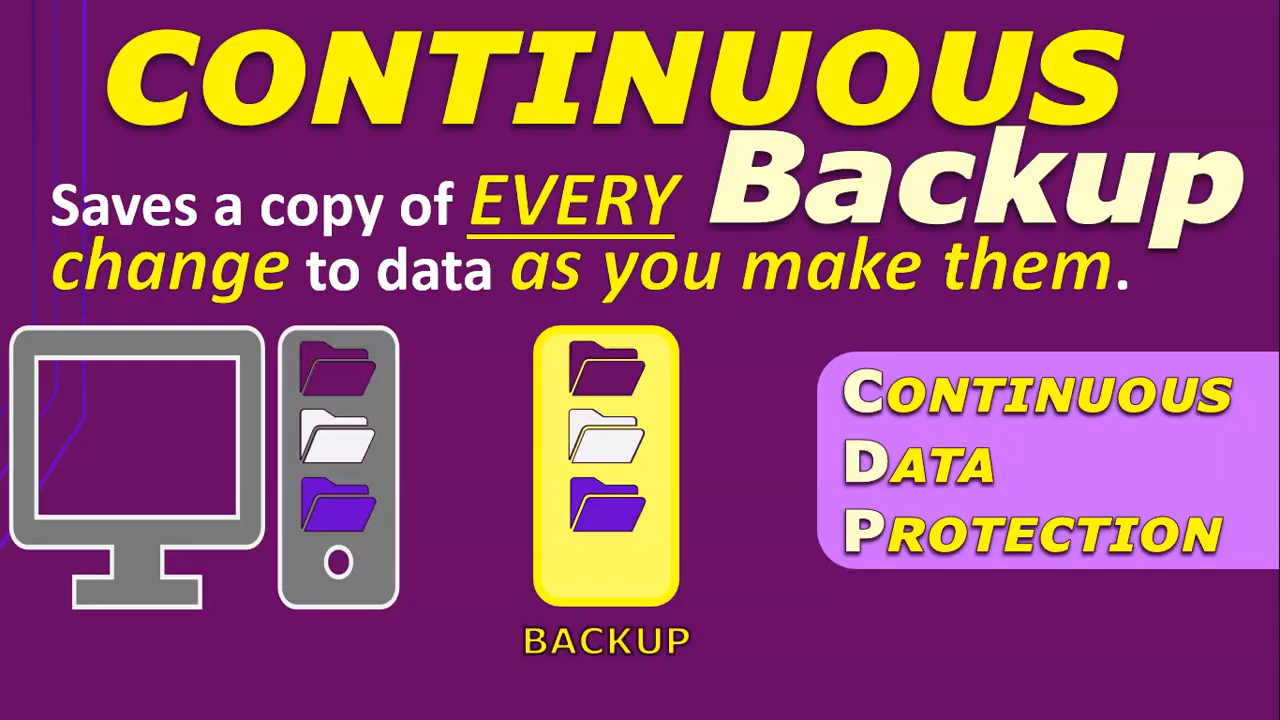 CONTINUOUS
Backup
Saves a copy of EVERY
change to data as you make them.
CONTINUOUS
DATA
PROTECTION
BACKUP